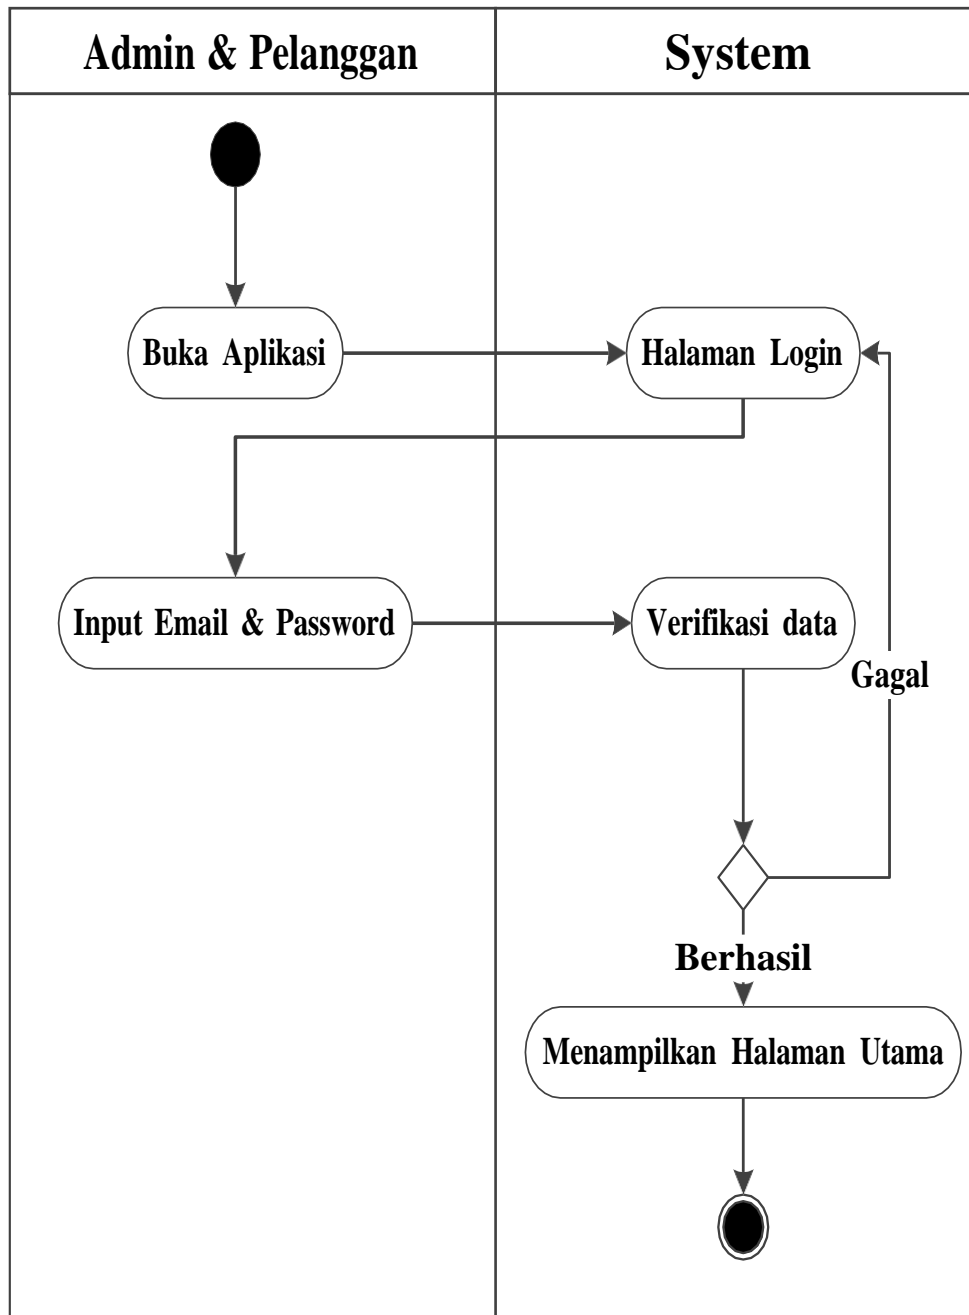 Admin & Pelanggan
System
Buka Aplikasi
Halaman Login
Input Email & Password
Verifikasi data
Gagal
Berhasil
Menampilkan Halaman Utama